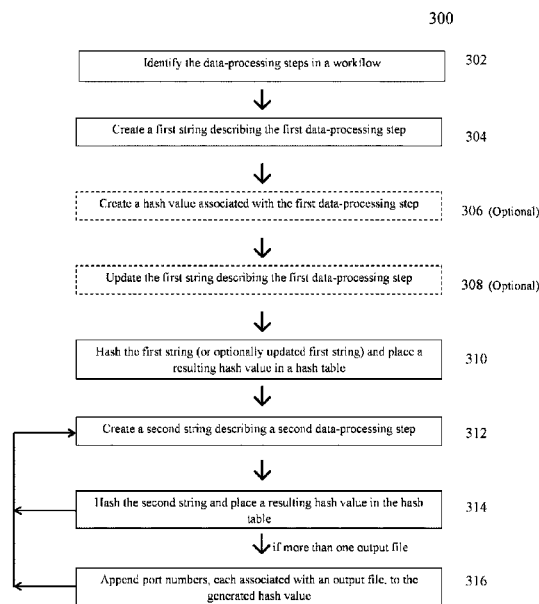 300
Identify the data-processing steps in a workflow
302
Create a first string describing the first data-processing step
304
Create a hash value associated with the first data-processing step
306 (Optional)
Update the first string describing the first data-processing step
308 (Optional)
Hash the first string (or optionally updated first string) and place a
resulting hash value in a hash table
310
Create a second string describing a second data-processing step
312
Hash the second string and place a resulting hash value in the hash
table
314
if more than one output file
Append port numbers, each associated with an output file, to the
generated hash value
316